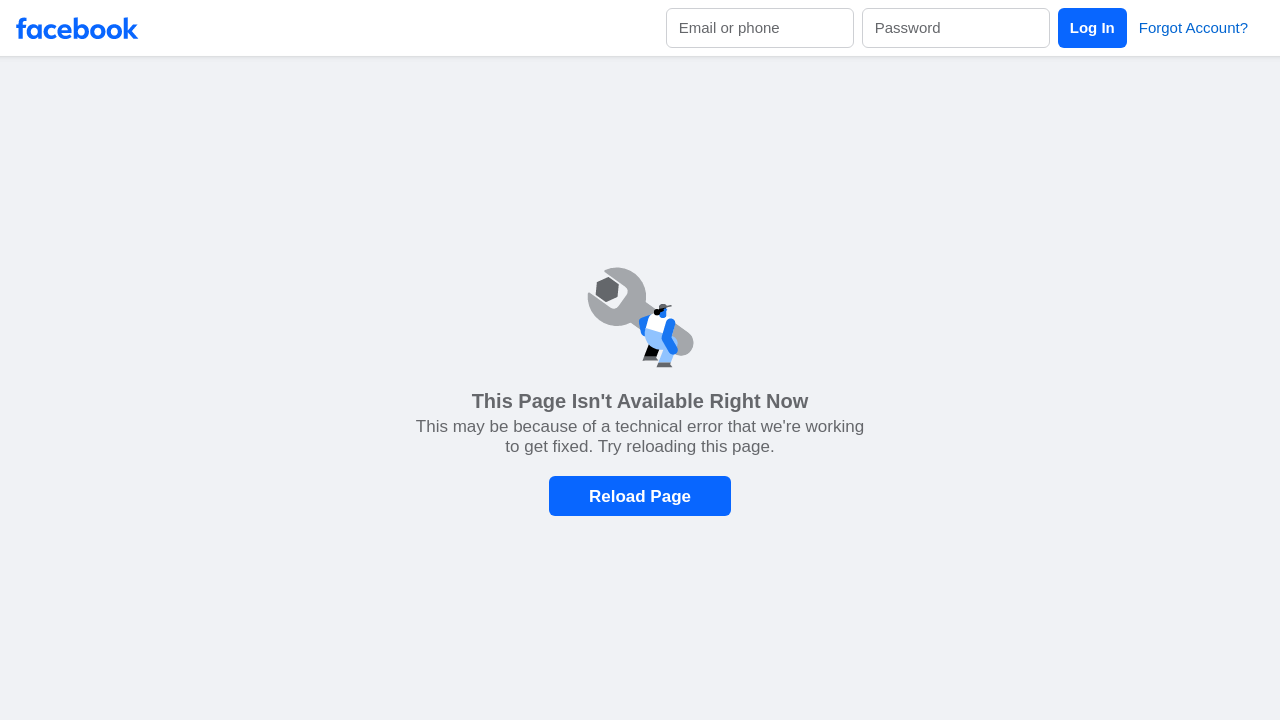 facebook
Email or phone
Password
Log In
Forgot Account?
This Page Isn't Available Right Now
This may be because of a technical error that we're working
to get fixed. Try reloading this page.
Reload Page